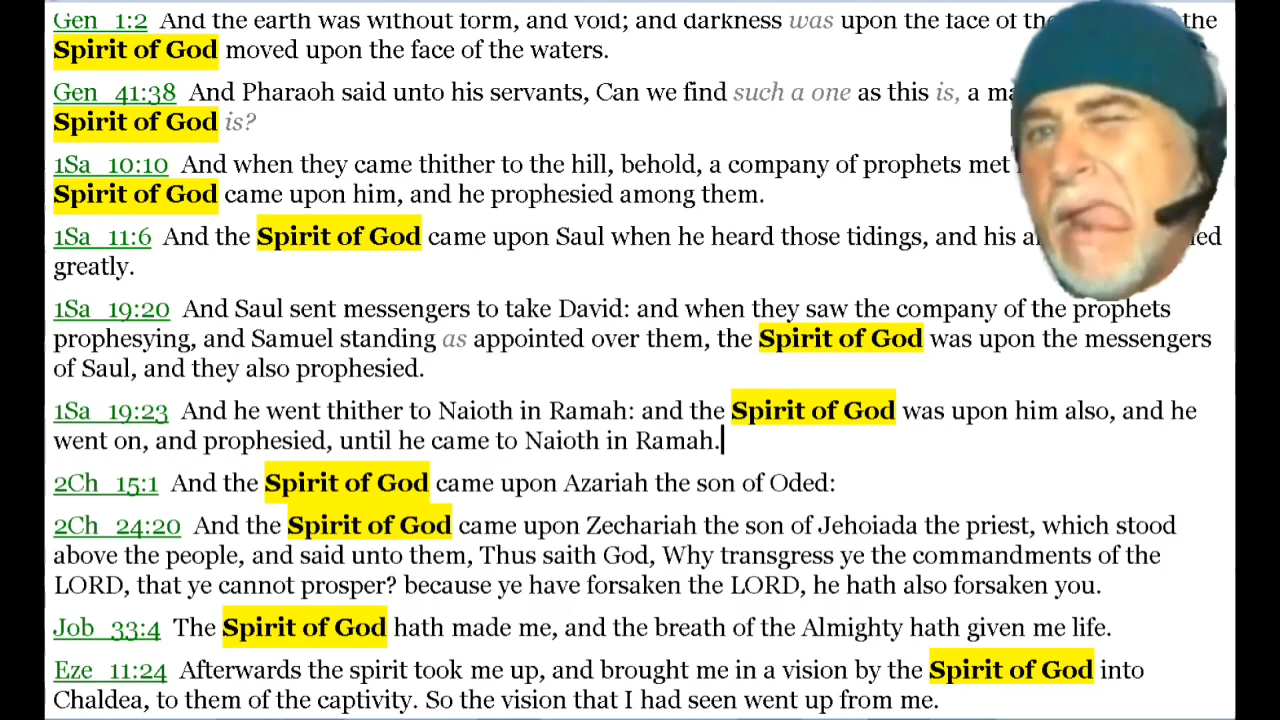 Gen 1:2 And the earth was without form, and void; and darkness was upon the face of the the
Spirit of God moved upon the face of the waters.
Gen 41:38 And Pharaoh said unto his servants, Can we find such a one as this is, a
Spirit of God is?
1Sa 10:10 And when they came thither to the hill, behold, a company of prophets met
Spirit of God came upon him, and he prophesied among them.
1Sa 11:6 And the Spirit of God came upon Saul when he heard those tidings, and his
greatly.
1Sa 19:20 And Saul sent messengers to take David: and when they saw the company of the prophets
prophesying, and Samuel standing as appointed over them, the Spirit of God was upon the messengers
of Saul, and they also prophesied.
1Sa 19:23 And he went thither to Naioth in Ramah: and the Spirit of God was upon him also, and he
went on, and prophesied, until he came to Naioth in Ramah.
2Ch 15:1 And the Spirit of God came upon Azariah the son of Oded:
2Ch 24:20 And the Spirit of God came upon Zechariah the son of Jehoiada the priest, which stood
above the people, and said unto them, Thus saith God, Why transgress ye the commandments of the
LORD, that ye cannot prosper? because ye have forsaken the LORD, he hath also forsaken you.
Job 33:4 The Spirit of God hath made me, and the breath of the Almighty hath given me life.
Eze 11:24 Afterwards the spirit took me up, and brought me in a vision by the Spirit of God into
Chaldea, to them of the captivity. So the vision that I had seen went up from me.